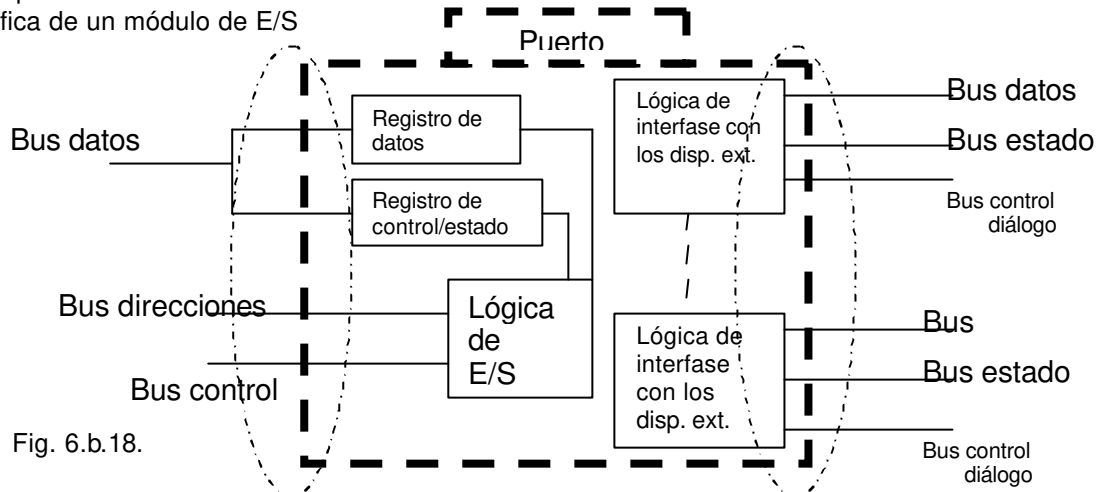 fica de un módulo de E/S
Puerto
Bus datos
Registro de
datos
Registro de
control/estado
Bus direcciones
Bus control
Lógica
de
E/S
Lógica de
interfase con
los disp. ext.
Bus datos
Bus estado
Bus control
diálogo
Lógica de
interfase
con los
disp. ext.
Bus
Bus estado
Bus control
diálogo
Fig. 6.b.18.